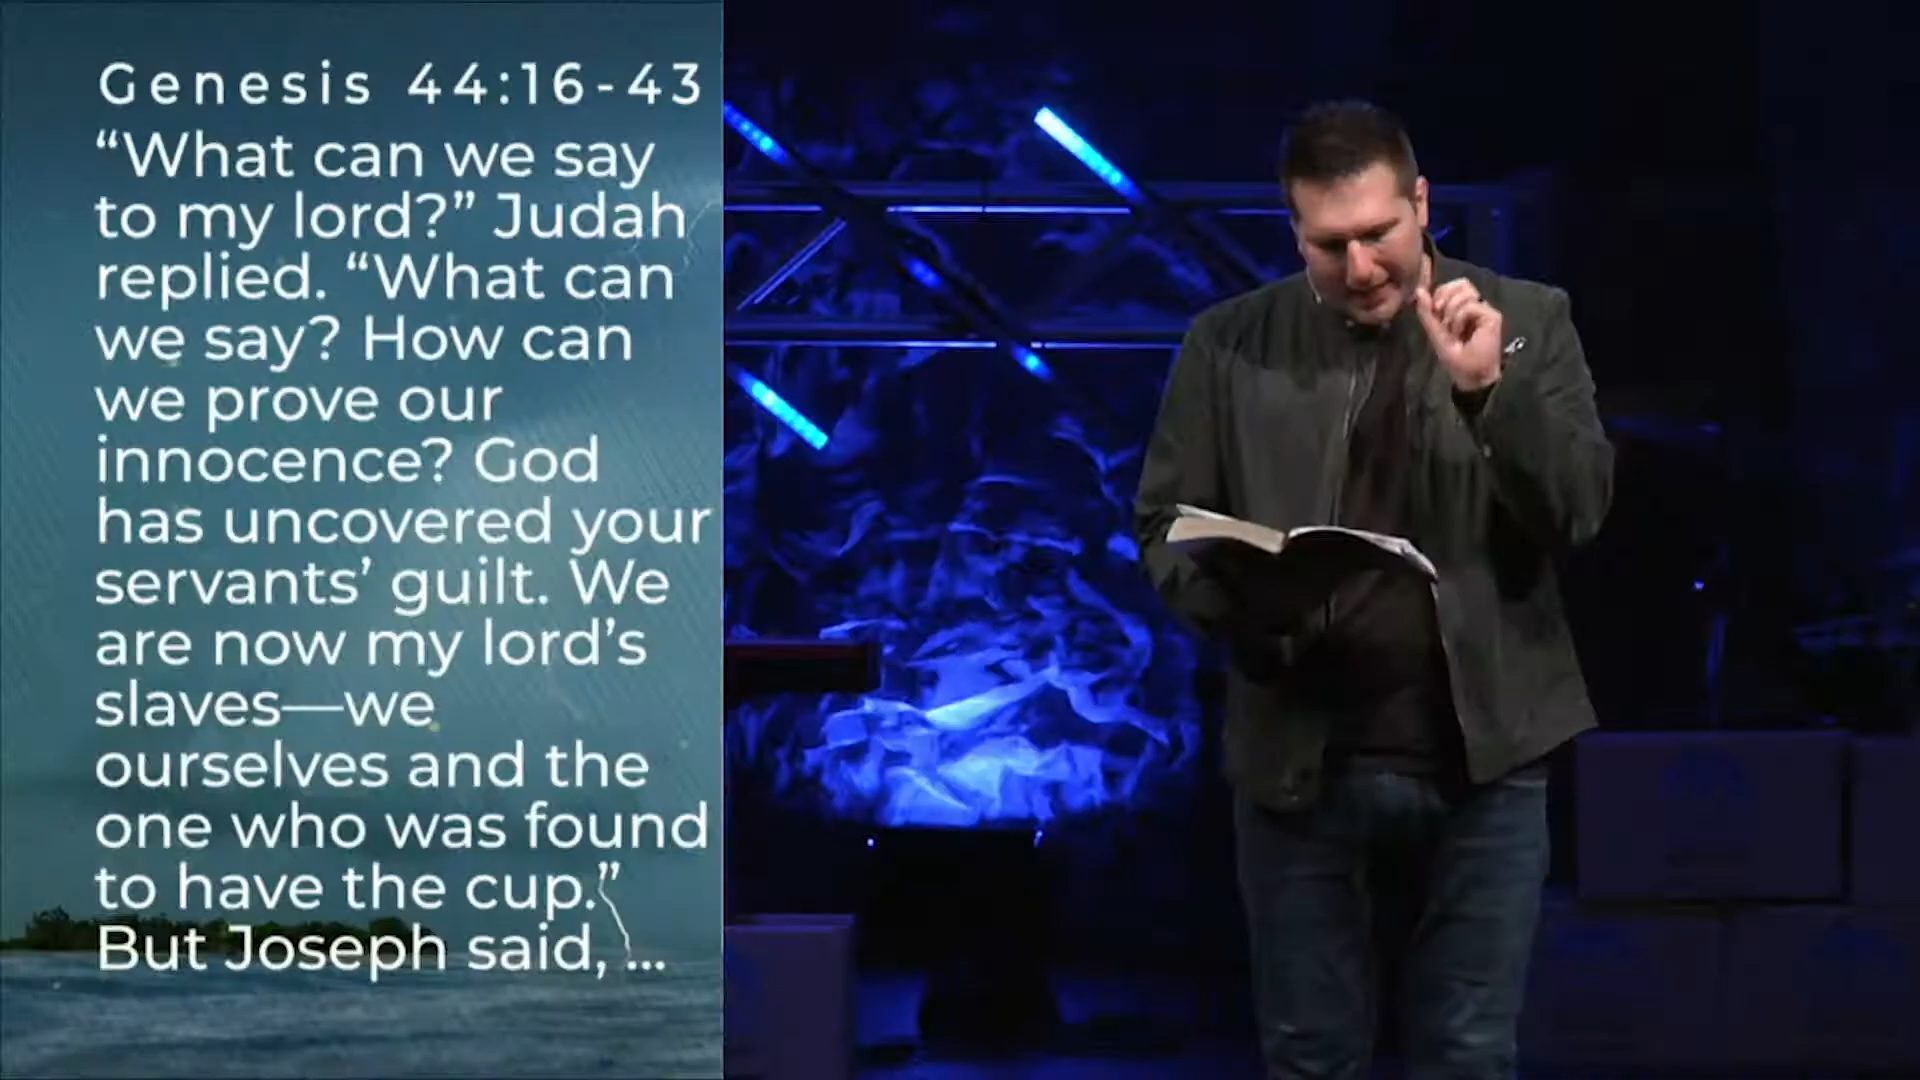 Genesis 44:16-43
“What can we say
to my lord?” Judah
replied. “What can
we say? How can
we prove our
innocence? God
has uncovered your
servants’ guilt. We
are now my lord’s
slaves—we
ourselves and the
one who was found
to have the cup.”
But Joseph said, ...